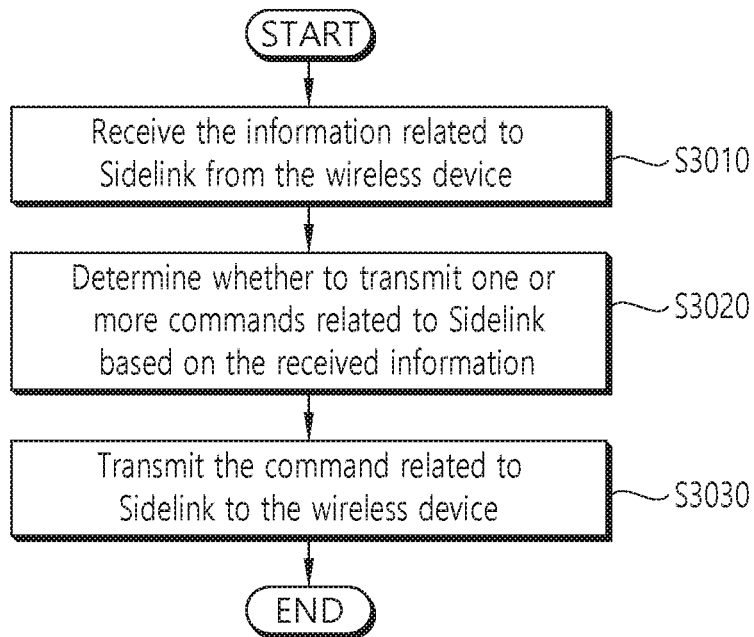 START
Receive the information related to
Sidelink from the wireless device
S3010
Determine whether to transmit one or
more commands related to Sidelink
based on the received information
S3020
Transmit the command related to
Sidelink to the wireless device
S3030
END